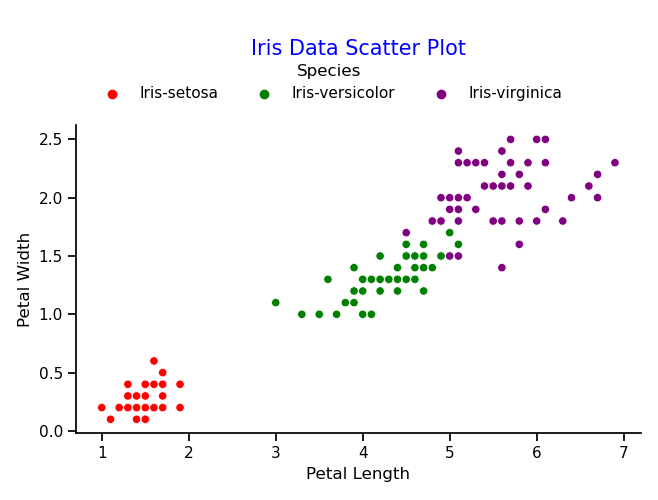 Iris Data Scatter Plot
Species
Iris-setosa Iris-versicolor Iris-virginica
2.5
2.0
1.5
1.0
0.5
0.0
Petal Width
1 2 3 4 5 6 7
Petal Length